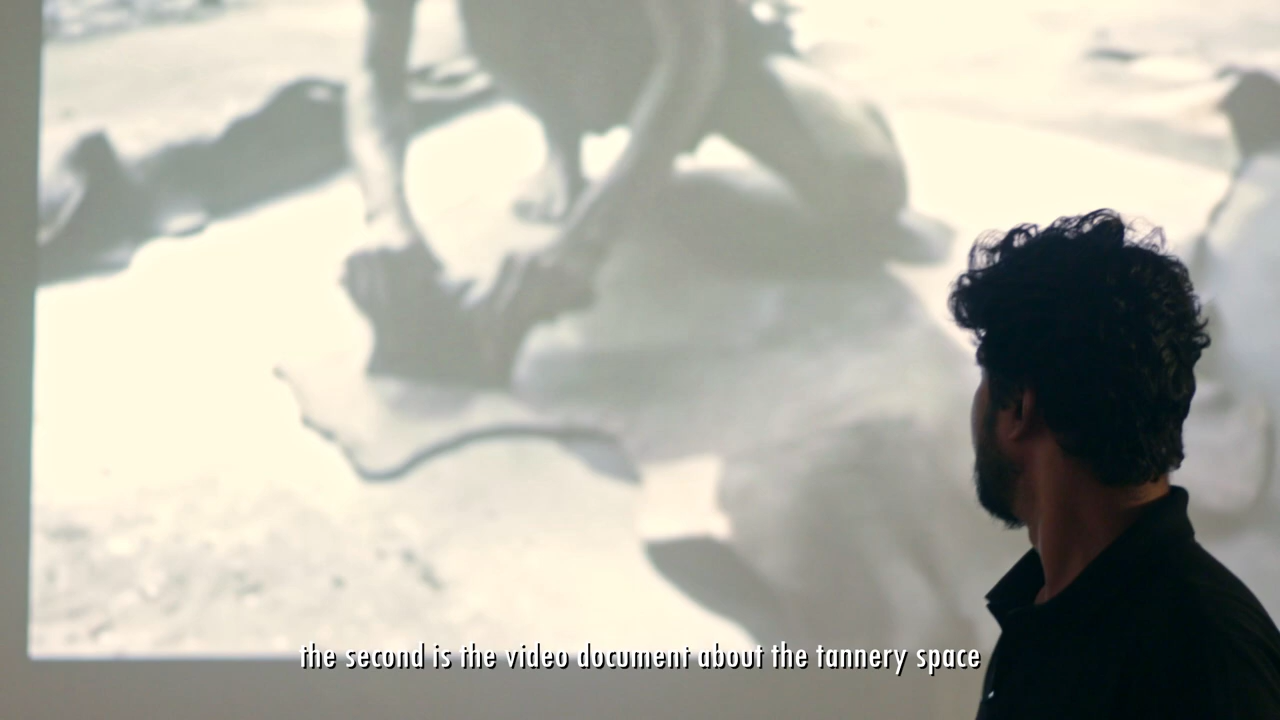 the second is the video document about the tannery space